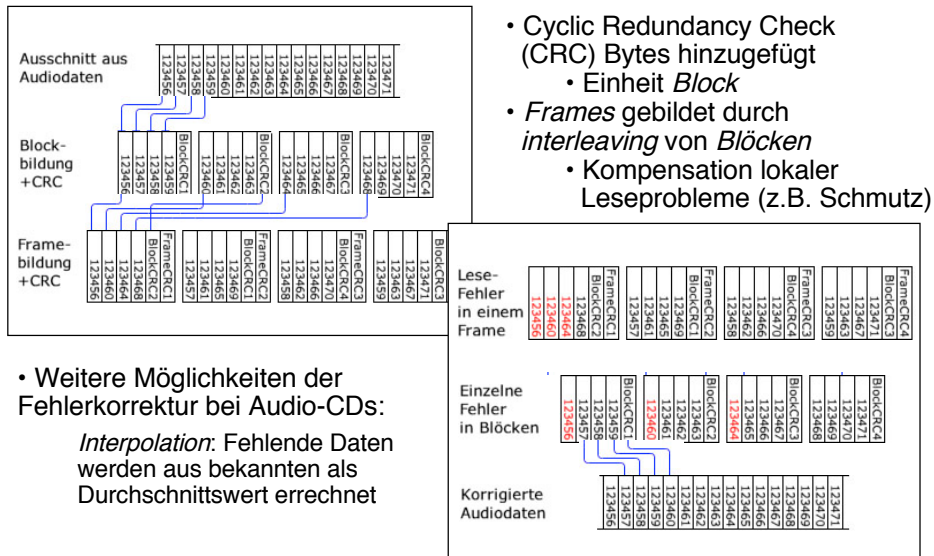 Ausschnitt aus
Audiodaten
123456 123457 123458 123459 123460 123461 123462 123463 123464 123465 123466 123467 123468 123469 123470 123471
Block-
bildung
+CRC
123456 123457 123458 123459 BlockCRC1 123460 123461 123462 123463 BlockCRC2 123464 123465 123466 123467 BlockCRC3 123468 123469 123470 123471 BlockCRC4
Frame-
bildung
+CRC
123456 123460 123464 123468 BlockCRC2 FrameCRC1 123457 123461 123465 123469 BlockCRC1 FrameCRC2 123458 123462 123466 123470 BlockCRC4 FrameCRC3 123459 123463 123467 123471 BlockCRC3
• Cyclic Redundancy Check
(CRC) Bytes hinzugefügt
• Einheit Block
• Frames gebildet durch
interleaving von Blöcken
• Kompensation lokaler
Leseprobleme (z.B. Schmutz)
Lese-
Fehler
in einem
Frame
123456 123460 123464 123468 BlockCRC2 FrameCRC1 123457 123461 123465 123469 BlockCRC1 FrameCRC2 123458 123462 123466 123470 BlockCRC4 FrameCRC3 123459 123463 123467 123471 BlockCRC3 FrameCRC4
Einzelne
Fehler
in Blöcken
123456 123457 123458 123459 BlockCRC1 123460 123461 123462 123463 BlockCRC2 123464 123465 123466 123467 BlockCRC3 123468 123469 123470 123471 BlockCRC4
Korrigierte
Audiodaten
123456 123457 123458 123459 123460 123461 123462 123463 123464 123465 123466 123467 123468 123469 123470 123471
• Weitere Möglichkeiten der
Fehlerkorrektur bei Audio-CDs:
Interpolation: Fehlende Daten
werden aus bekannten als
Durchschnittswert errechnet